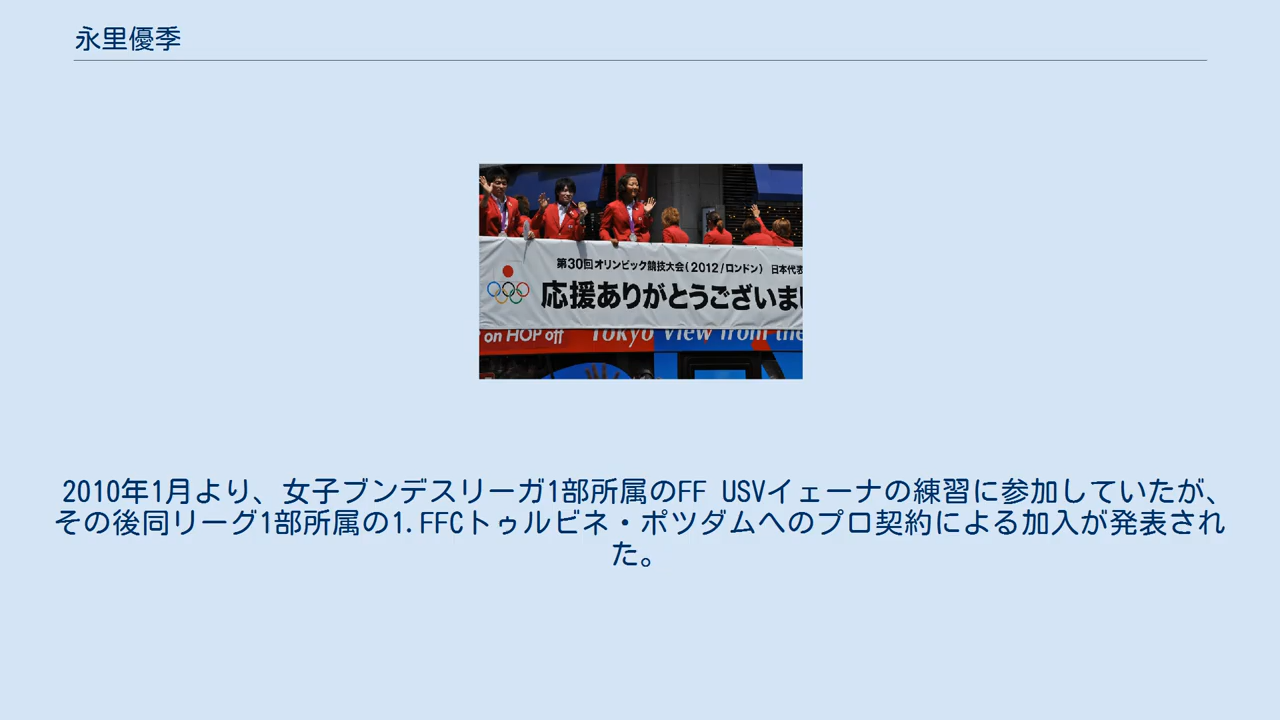 永里優季
第30回オリンピック競技大会(2012/ロンドン) 日本代表
応援ありがとうございまし
on HOP off
Tokyo View from the
2010年1月より、女子ブンデスリーガ1部所属のFF USVイェーナの練習に参加していたが、
その後同リーグ1部所属の1.FFCトゥルビネ・ポツダムへのプロ契約による加入が発表され
た。